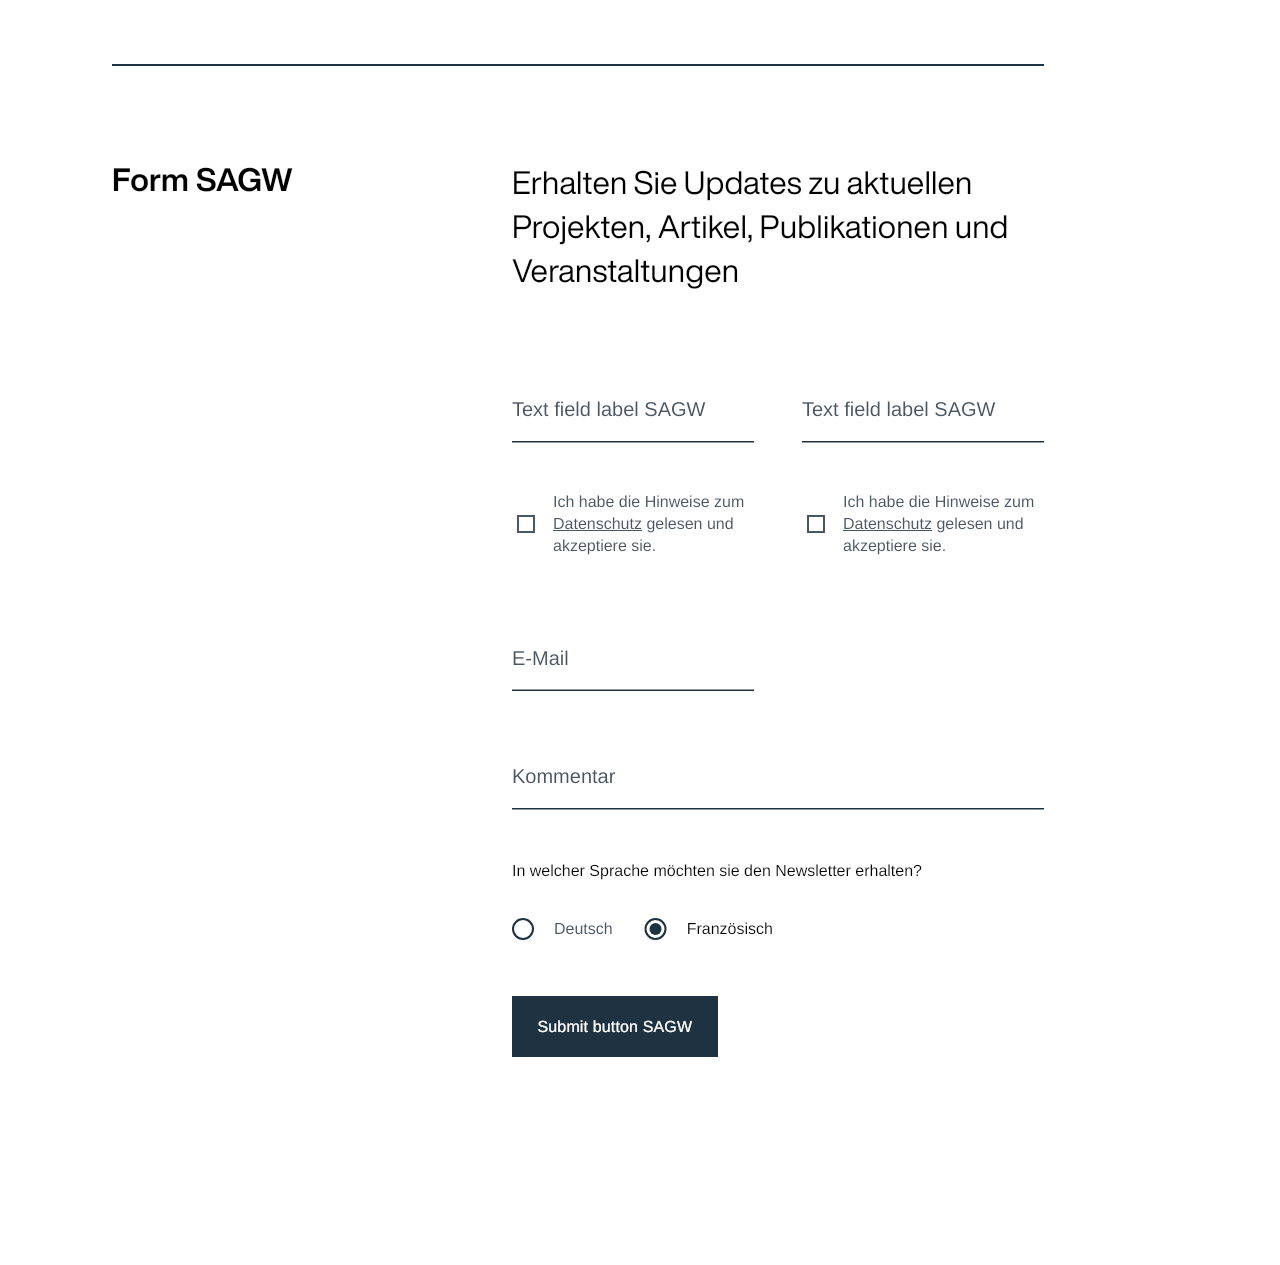 Form SAGW
Erhalten Sie Updates zu aktuellen
Projekten, Artikel, Publikationen und
Veranstaltungen
Text field label SAGW
Text field label SAGW
Ich habe die Hinweise zum
Datenschutz gelesen und
akzeptiere sie.
Ich habe die Hinweise zum
Datenschutz gelesen und
akzeptiere sie.
E-Mail
Kommentar
In welcher Sprache möchten sie den Newsletter erhalten?
Deutsch
Französisch
Submit button SAGW